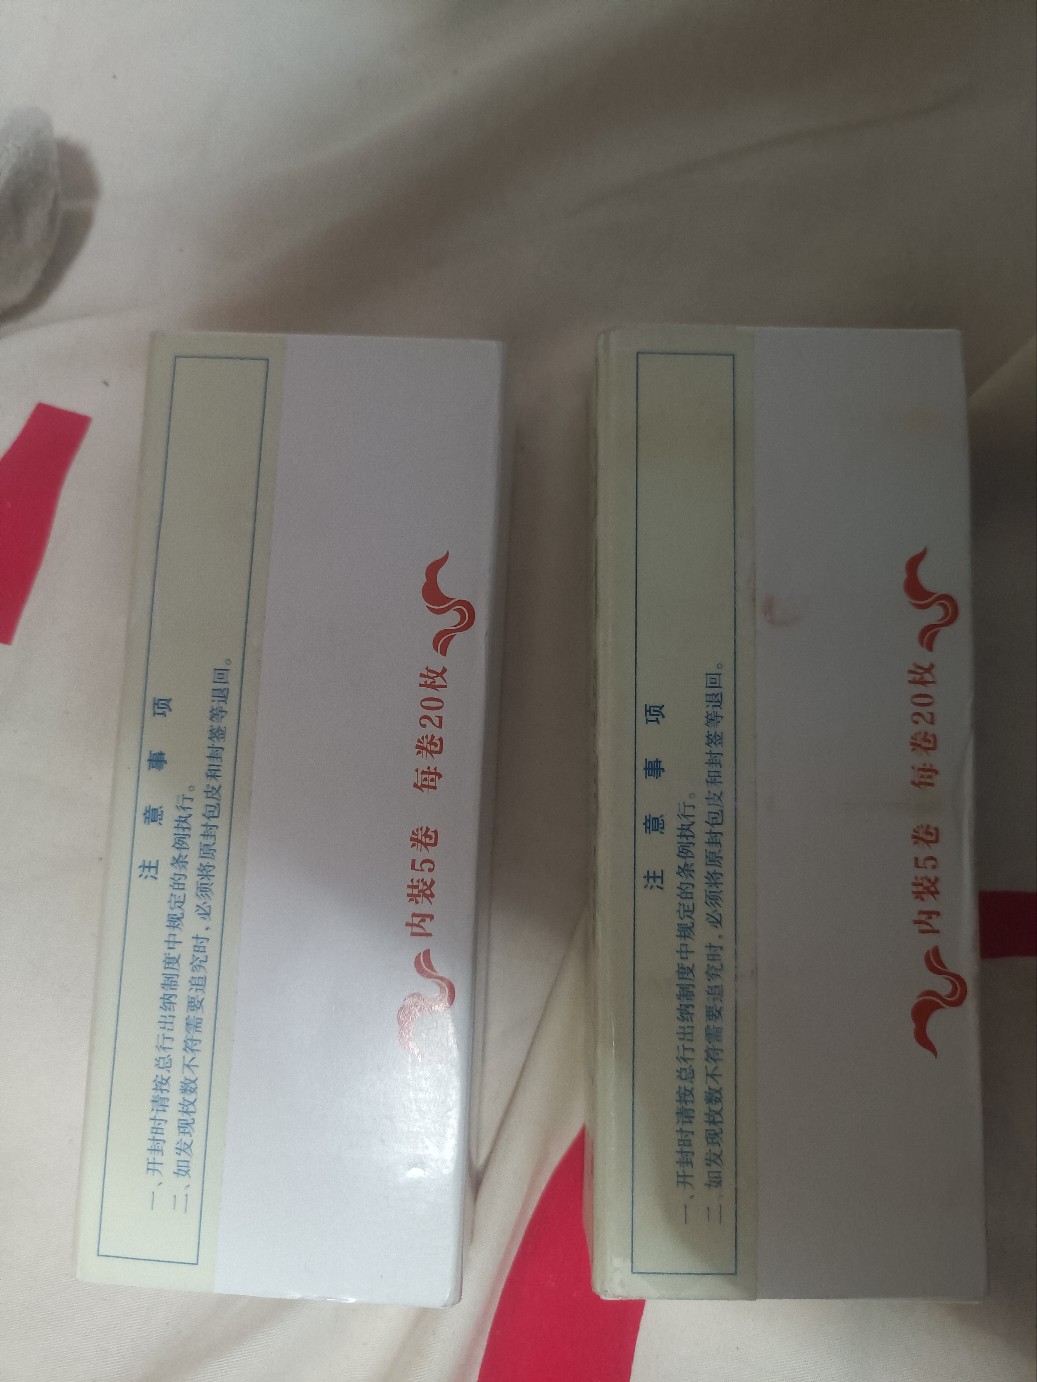 注意事项
一、开封时请按总行出纳制度中规定的条例执行。
二、如发现枚数不符需要追究时，必须将原封包皮和封签等退回。
内装5卷 每卷20枚
注意事项
一、开封时请按总行出纳制度中规定的条例执行。
二、如发现枚数不符需要追究时，必须将原封包皮和封签等退回。
内装5卷 每卷20枚